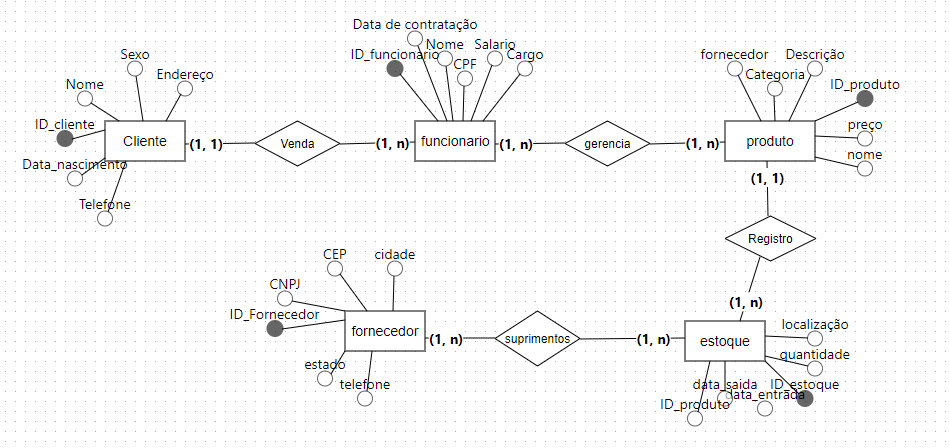 Data de contratação
Sexo
Nome
Salario
ID_funcionário
Cargo
fornecedor
Descrição
CPF
Categoria
Endereço
Nome
ID_produto
ID_cliente
preço
Cliente
(1, 1)
Venda
(1, n)
funcionario
(1, n)
gerencia
(1, n)
produto
nome
Data_nascimento
(1, 1)
Telefone
Registro
CEP
cidade
CNPJ
(1, n)
ID_Fornecedor
localização
fornecedor
(1, n)
suprimentos
(1, n)
estoque
quantidade
estado
telefone
data_saida
ID_estoque
data_entrada
ID_produto